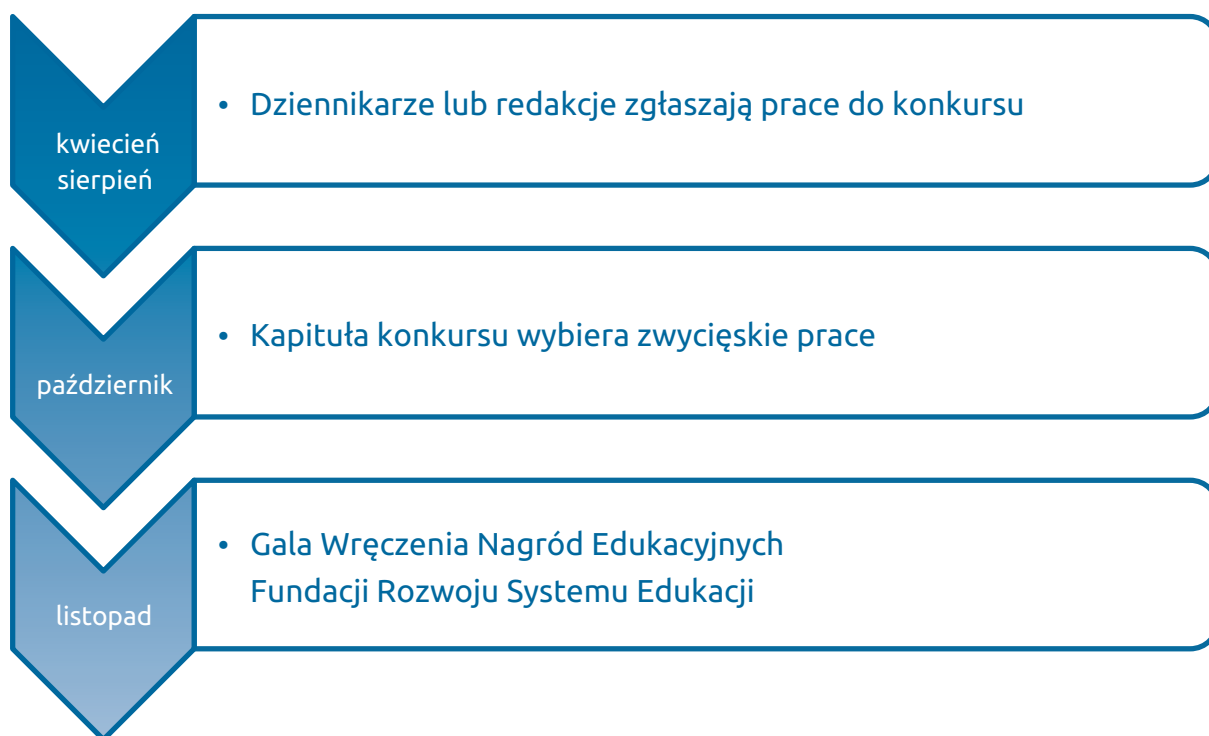 kwiecień
sierpień
• Dziennikarze lub redakcje zgłaszają prace do konkursu
październik
• Kapituła konkursu wybiera zwycięskie prace
listopad
• Gala Wręczenia Nagród Edukacyjnych
Fundacji Rozwoju Systemu Edukacji